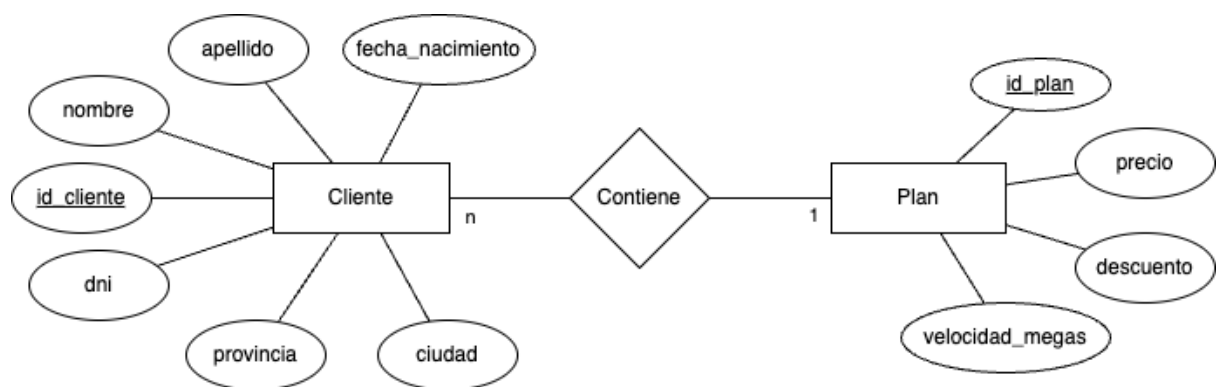 apellido
fecha_nacimiento
nombre
id_cliente
dni
provincia
ciudad
Cliente
n
Contiene
1
Plan
id_plan
precio
descuento
velocidad_megas